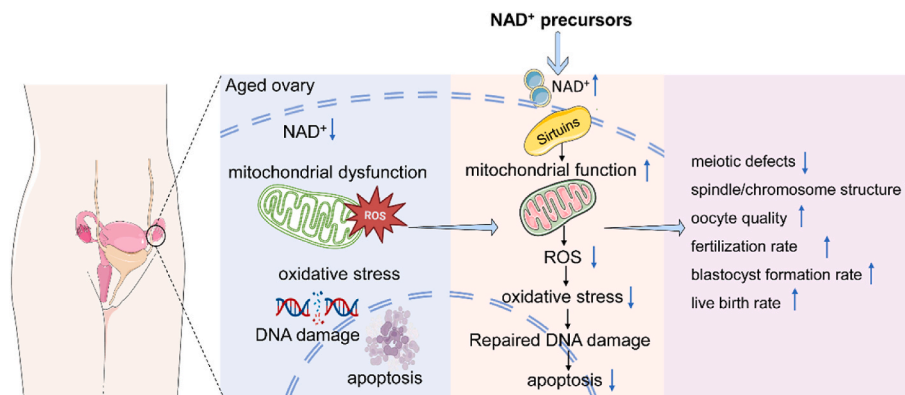 NAD⁺ precursors
Aged ovary
NAD⁺ ↓
mitochondrial dysfunction
ROS
oxidative stress
DNA damage
apoptosis
NAD⁺ ↑
Sirtuins
mitochondrial function ↑
ROS ↓
oxidative stress ↓
Repaired DNA damage
apoptosis ↓
meiotic defects ↓
spindle/chromosome structure
oocyte quality ↑
fertilization rate ↑
blastocyst formation rate ↑
live birth rate ↑